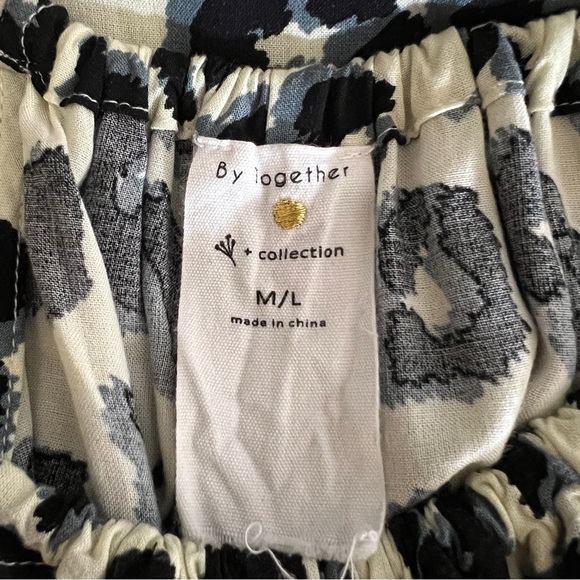 By Together
+ collection
M/L
made in china